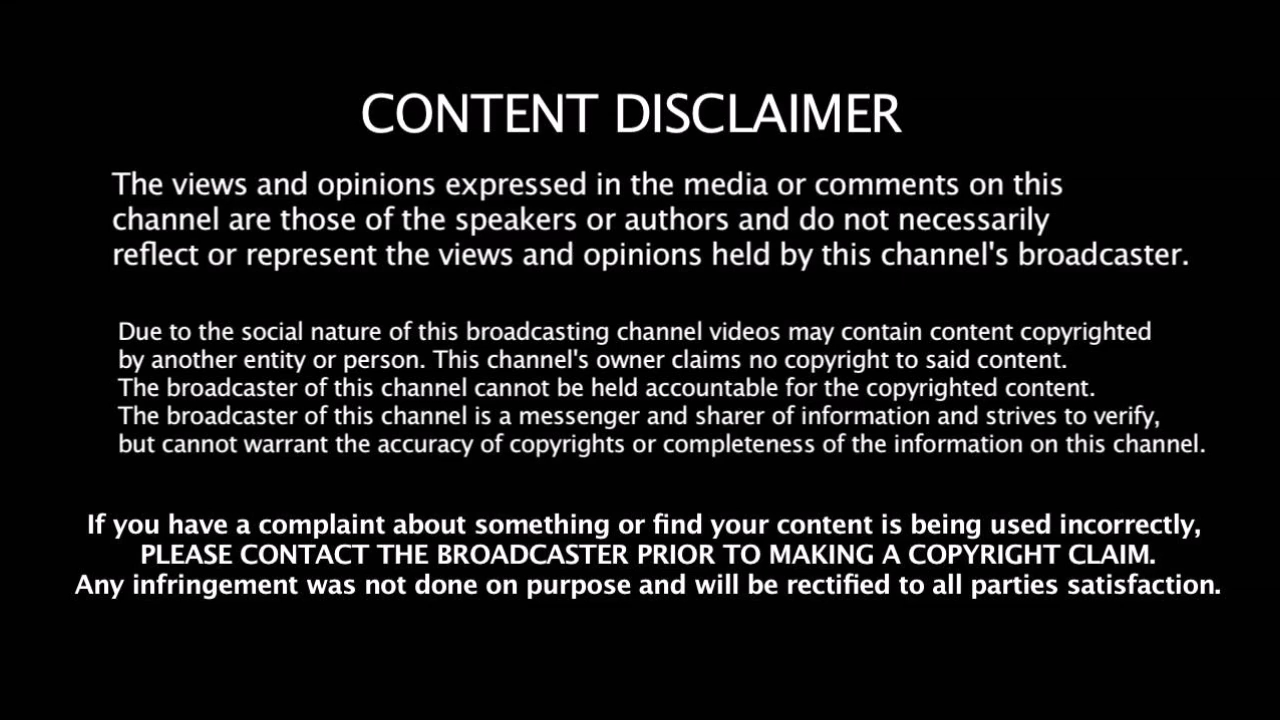 CONTENT DISCLAIMER
The views and opinions expressed in the media or comments on this
channel are those of the speakers or authors and do not necessarily
reflect or represent the views and opinions held by this channel's broadcaster.
Due to the social nature of this broadcasting channel videos may contain content copyrighted
by another entity or person. This channel's owner claims no copyright to said content.
The broadcaster of this channel cannot be held accountable for the copyrighted content.
The broadcaster of this channel is a messenger and sharer of information and strives to verify,
but cannot warrant the accuracy of copyrights or completeness of the information on this channel.
If you have a complaint about something or find your content is being used incorrectly,
PLEASE CONTACT THE BROADCASTER PRIOR TO MAKING A COPYRIGHT CLAIM.
Any infringement was not done on purpose and will be rectified to all parties satisfaction.